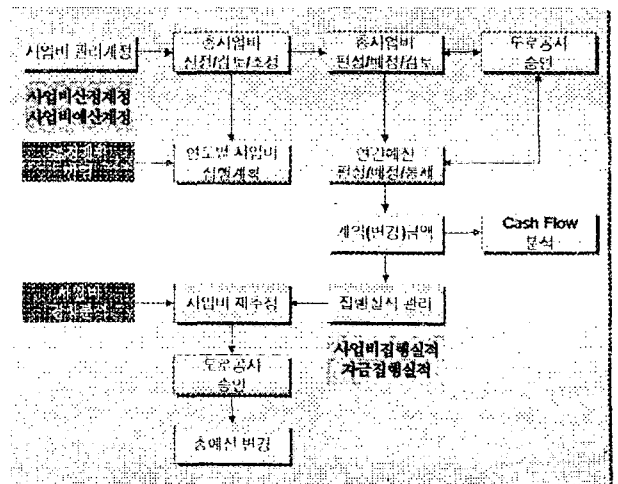 사업비 관리계정
총사업비
산정/검토/조정
총사업비
편성/배정/검토
도로공사
승인
사업비산정계정
사업비예산계정
연도별 사업비
집행계획
연간예산
편성/배정/통제
계약(변경)금액
Cash Flow
분석
사업비 재추정
집행실적 관리
사업비집행실적
자금집행실적
도로공사
승인
총예산 변경